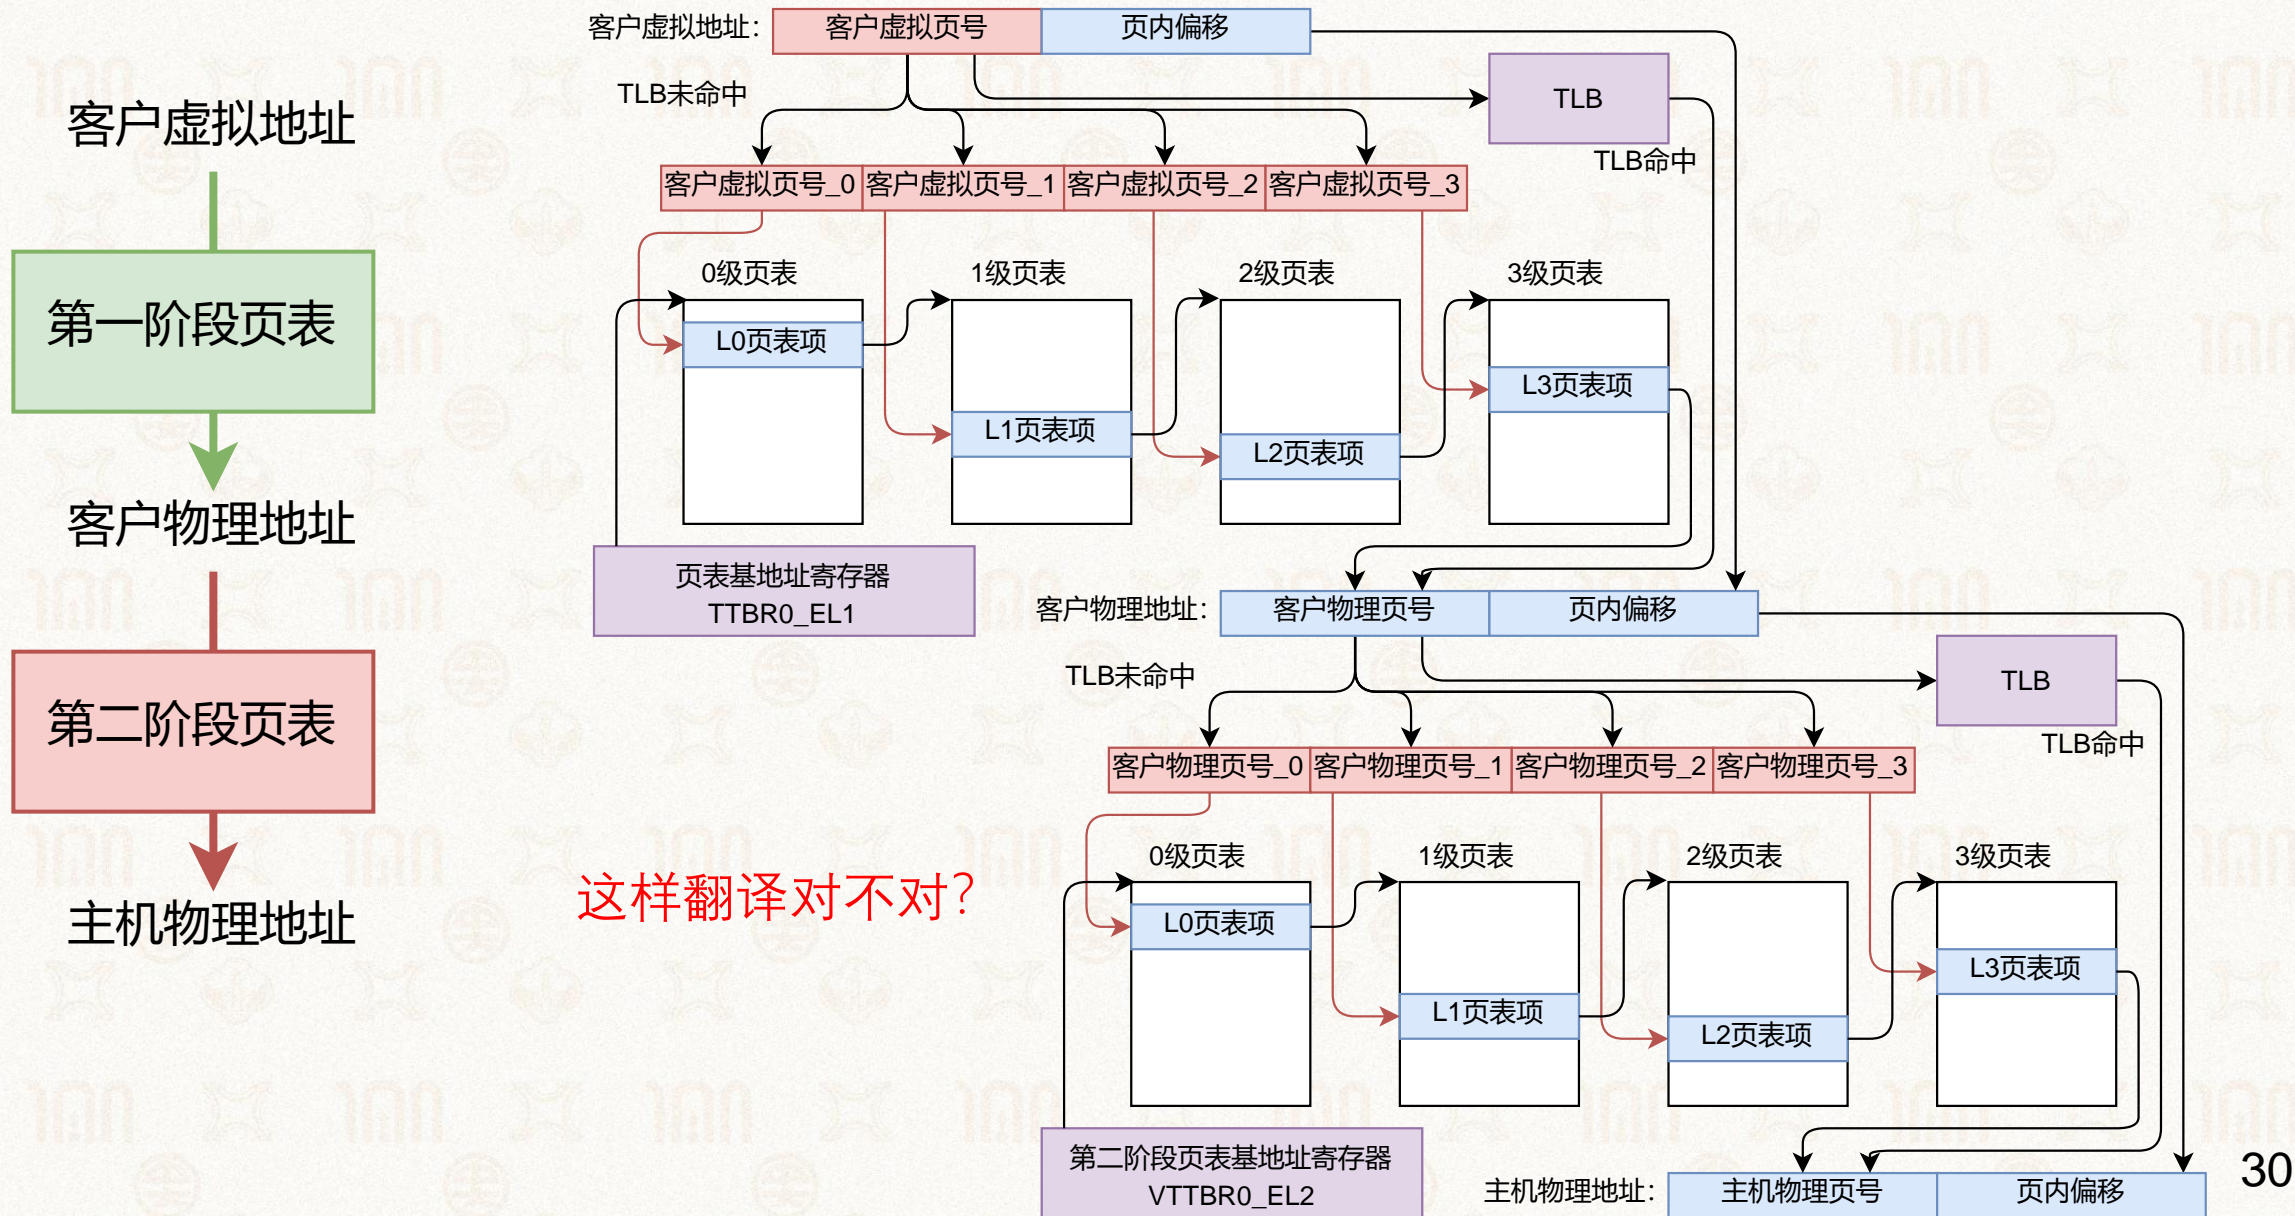 客户虚拟地址
第一阶段页表
客户物理地址
第二阶段页表
主机物理地址
客户虚拟地址:
客户虚拟页号
页内偏移
TLB未命中
TLB
TLB命中
客户虚拟页号_0
客户虚拟页号_1
客户虚拟页号_2
客户虚拟页号_3
0级页表
1级页表
2级页表
3级页表
L0页表项
L1页表项
L2页表项
L3页表项
页表基地址寄存器
TTBR0_EL1
客户物理地址:
客户物理页号
页内偏移
TLB未命中
TLB
TLB命中
客户物理页号_0
客户物理页号_1
客户物理页号_2
客户物理页号_3
0级页表
1级页表
2级页表
3级页表
L0页表项
L1页表项
L2页表项
L3页表项
这样翻译对不对?
第二阶段页表基地址寄存器
VTTBR0_EL2
主机物理地址:
主机物理页号
页内偏移
30